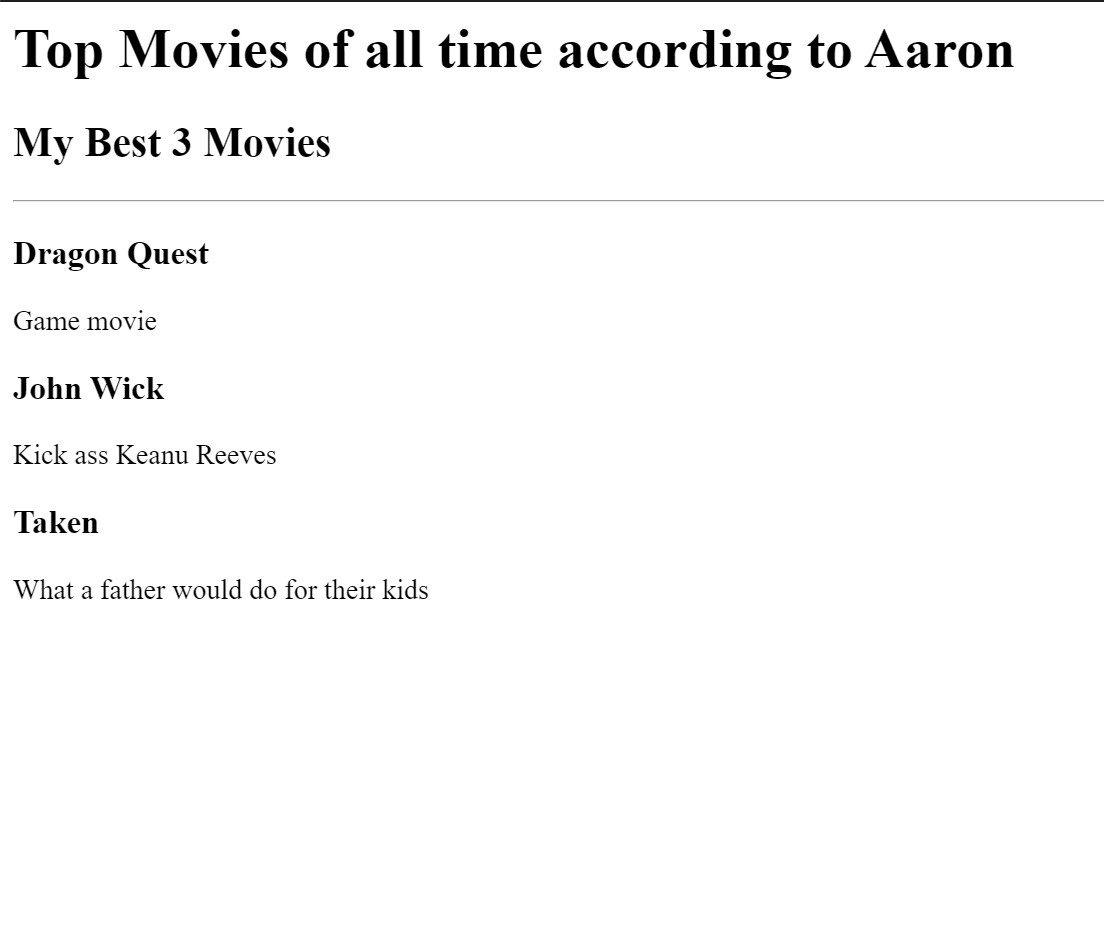 Top Movies of all time according to Aaron
My Best 3 Movies
Dragon Quest
Game movie
John Wick
Kick ass Keanu Reeves
Taken
What a father would do for their kids